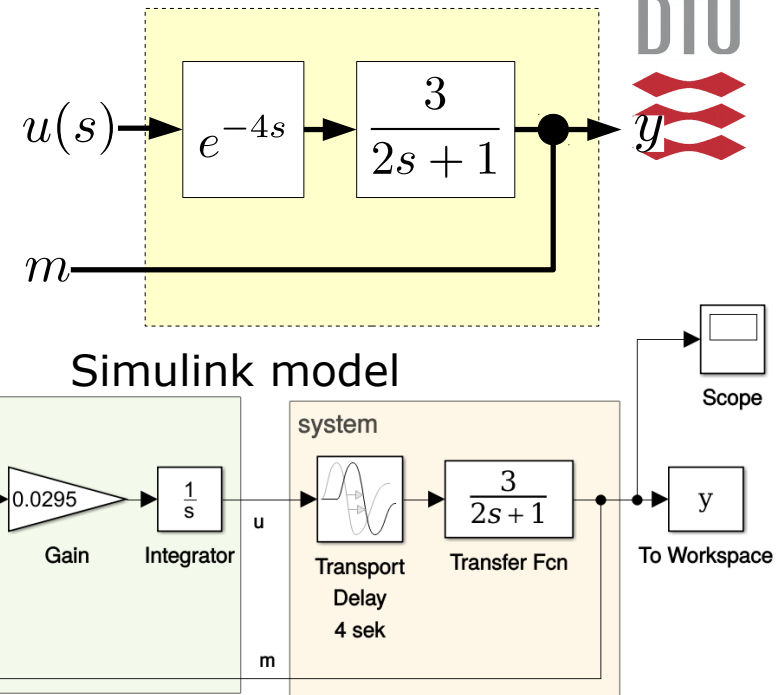 DTU
u(s)
e^{-4s}
3
2s + 1
y
m
Simulink model
Scope
system
0.0295
1
s
u
3
2s + 1
y
Gain
Integrator
Transport
Delay
4 sek
Transfer Fcn
To Workspace
m